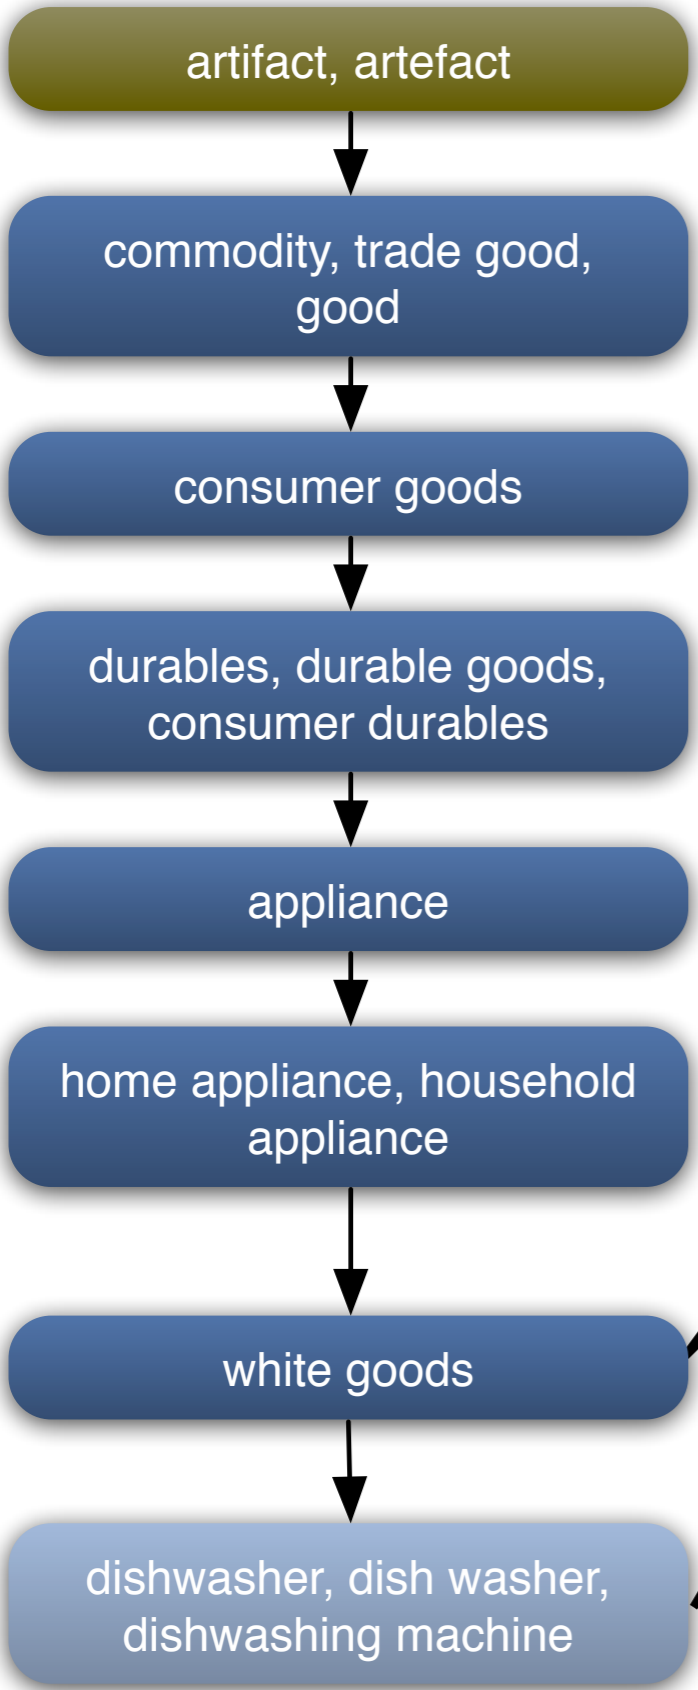 artifact, artefact
commodity, trade good,
good
consumer goods
durables, durable goods,
consumer durables
appliance
home appliance, household
appliance
white goods
dishwasher, dish washer,
dishwashing machine